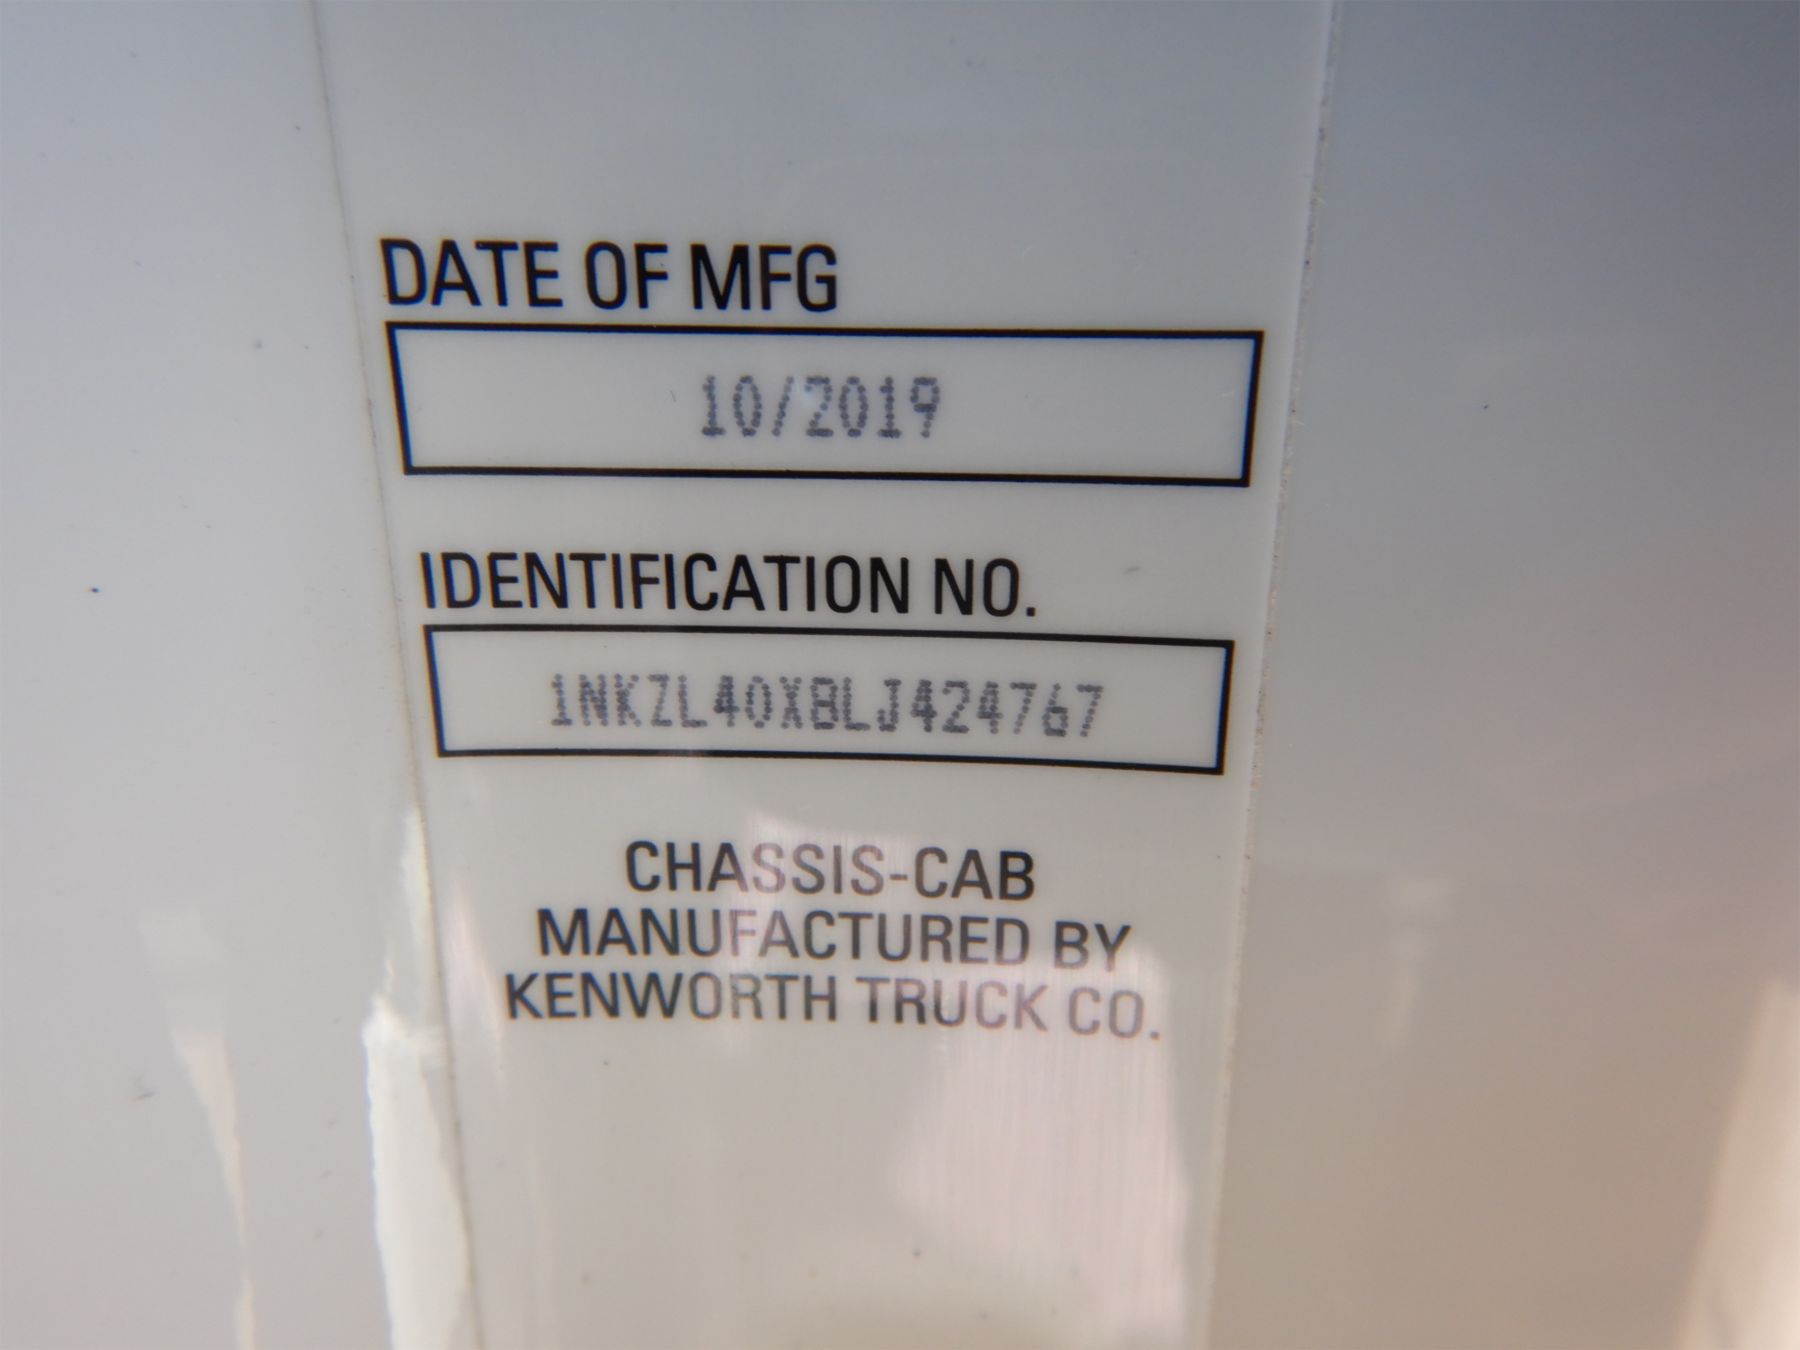 DATE OF MFG
10/2019
IDENTIFICATION NO.
1NKZL40X8LJ424767
CHASSIS-CAB
MANUFACTURED BY
KENWORTH TRUCK CO.